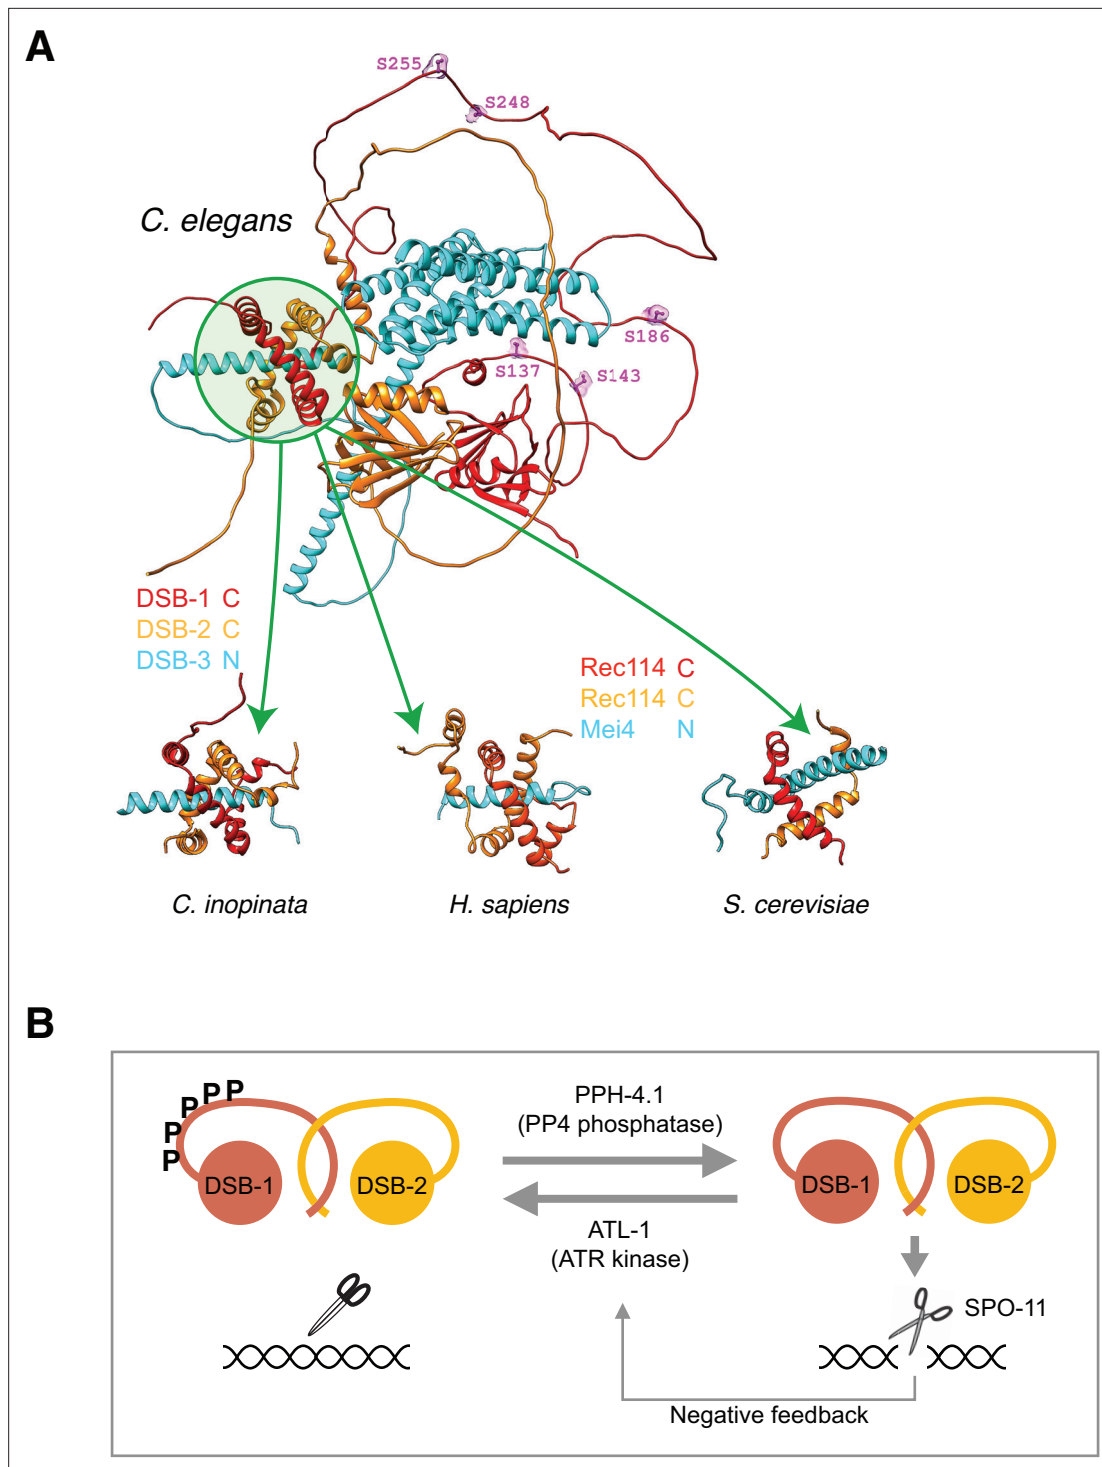 A
S255
S248
C. elegans
S186
S137
S143
DSB-1 C
DSB-2 C
DSB-3 N
Rec114 C
Rec114 C
Mei4 N
C. inopinata
H. sapiens
S. cerevisiae
B
P P P P P
PPH-4.1
(PP4 phosphatase)
DSB-1
DSB-2
DSB-1
DSB-2
ATL-1
(ATR kinase)
SPO-11
Negative feedback